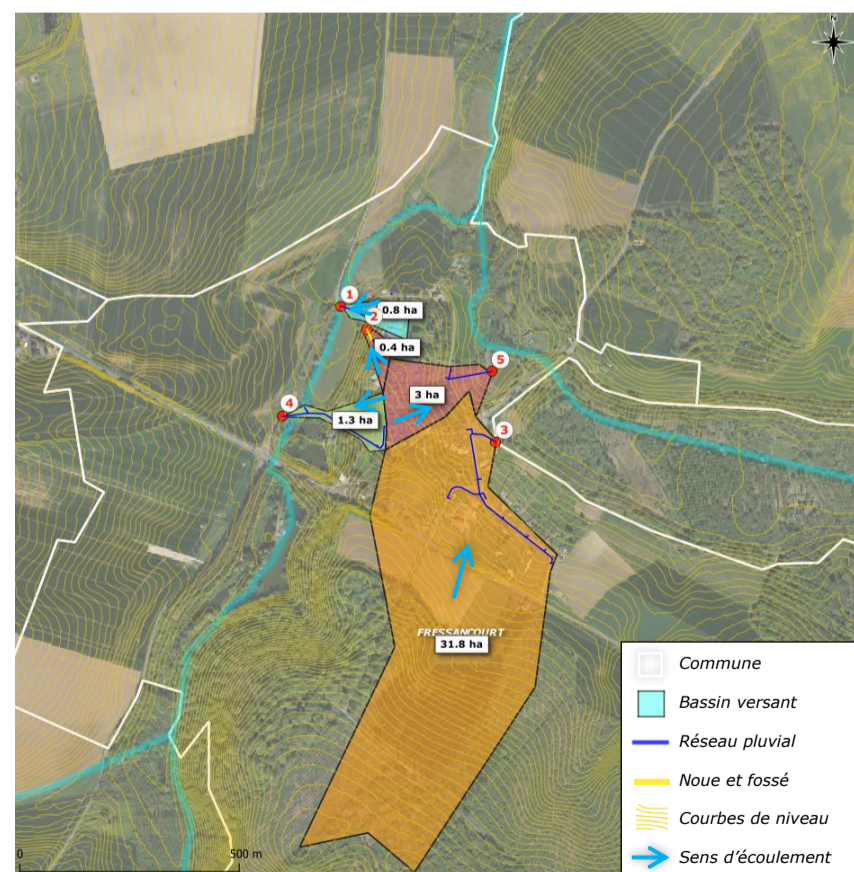 N
1
0.8 ha
2
0.4 ha
5
3 ha
4
1.3 ha
3
FRESSANCOURT
31.8 ha
Commune
Bassin versant
Réseau pluvial
Noue et fossé
Courbes de niveau
Sens d'écoulement
0
500 m